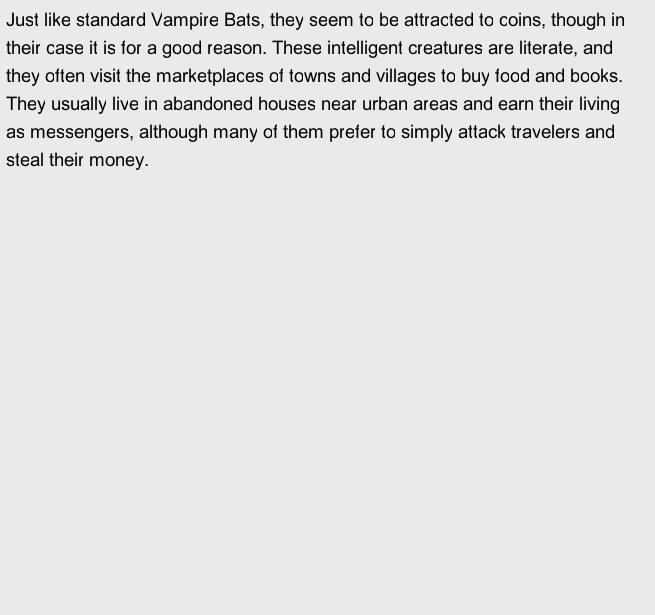 Just like standard Vampire Bats, they seem to be attracted to coins, though in
their case it is for a good reason. These intelligent creatures are literate, and
they often visit the marketplaces of towns and villages to buy food and books.
They usually live in abandoned houses near urban areas and earn their living
as messengers, although many of them prefer to simply attack travelers and
steal their money.